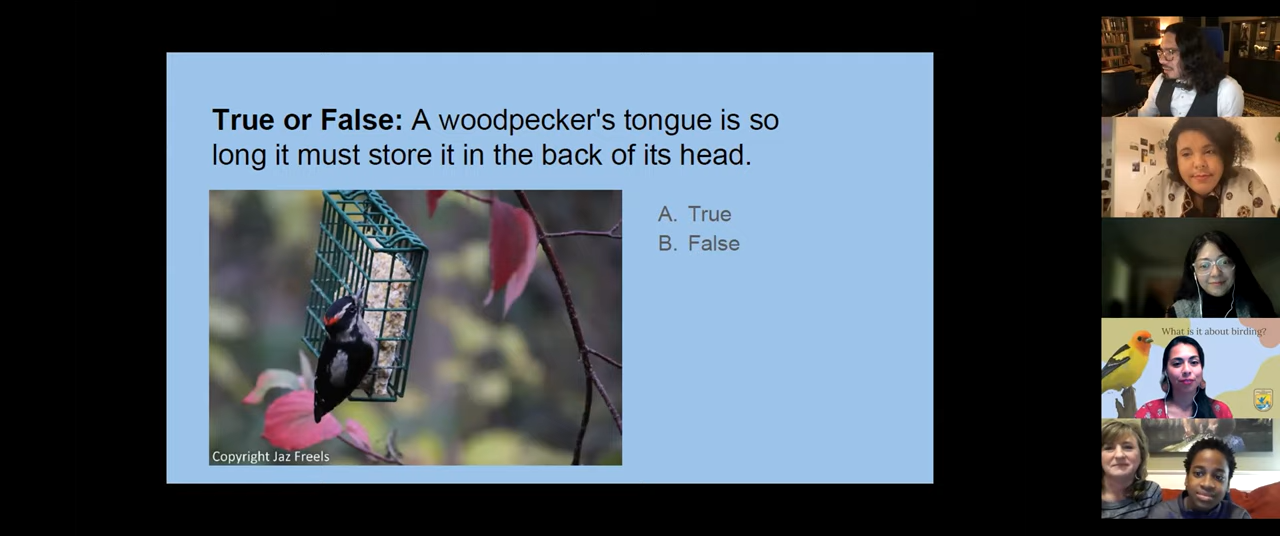 True or False: A woodpecker's tongue is so
long it must store it in the back of its head.
A. True
B. False
Copyright Jaz Freels
What is it about birding?